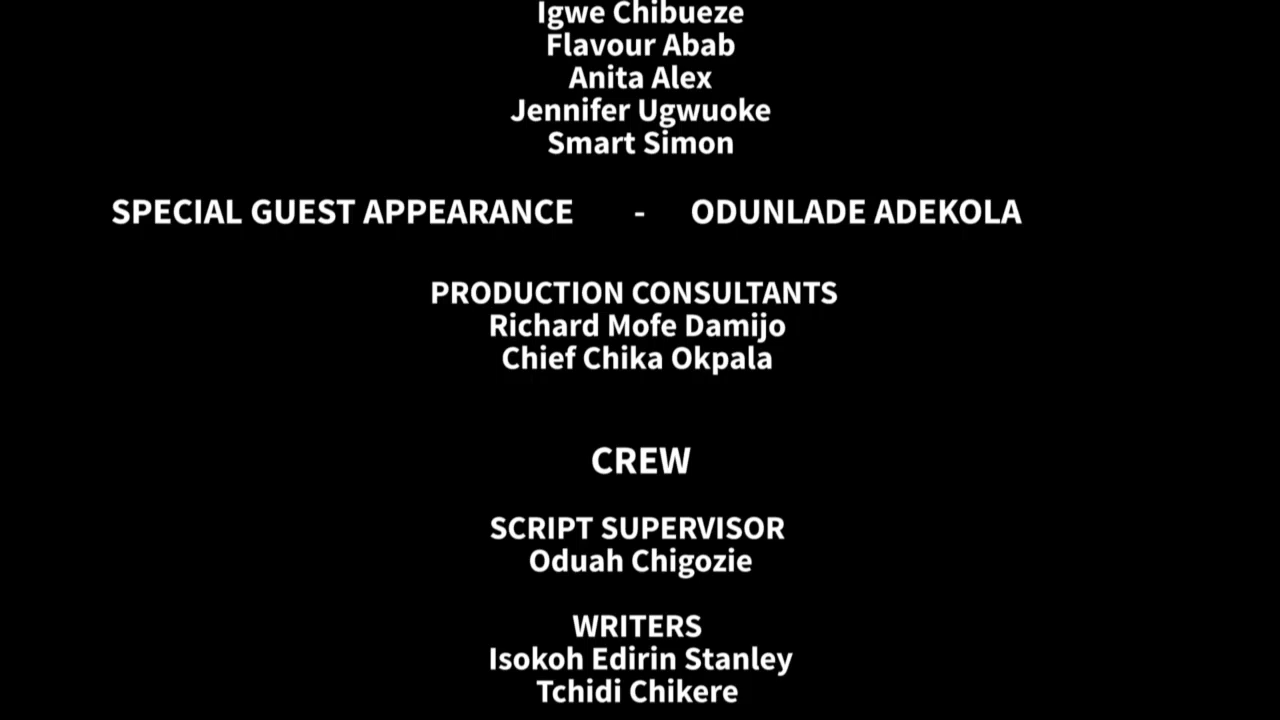 Igwe Chibueze
Flavour Abab
Anita Alex
Jennifer Ugwuoke
Smart Simon
SPECIAL GUEST APPEARANCE - ODUNLADE ADEKOLA
PRODUCTION CONSULTANTS
Richard Mofe Damijo
Chief Chika Okpala
CREW
SCRIPT SUPERVISOR
Oduah Chigozie
WRITERS
Isokoh Edirin Stanley
Tchidi Chikere